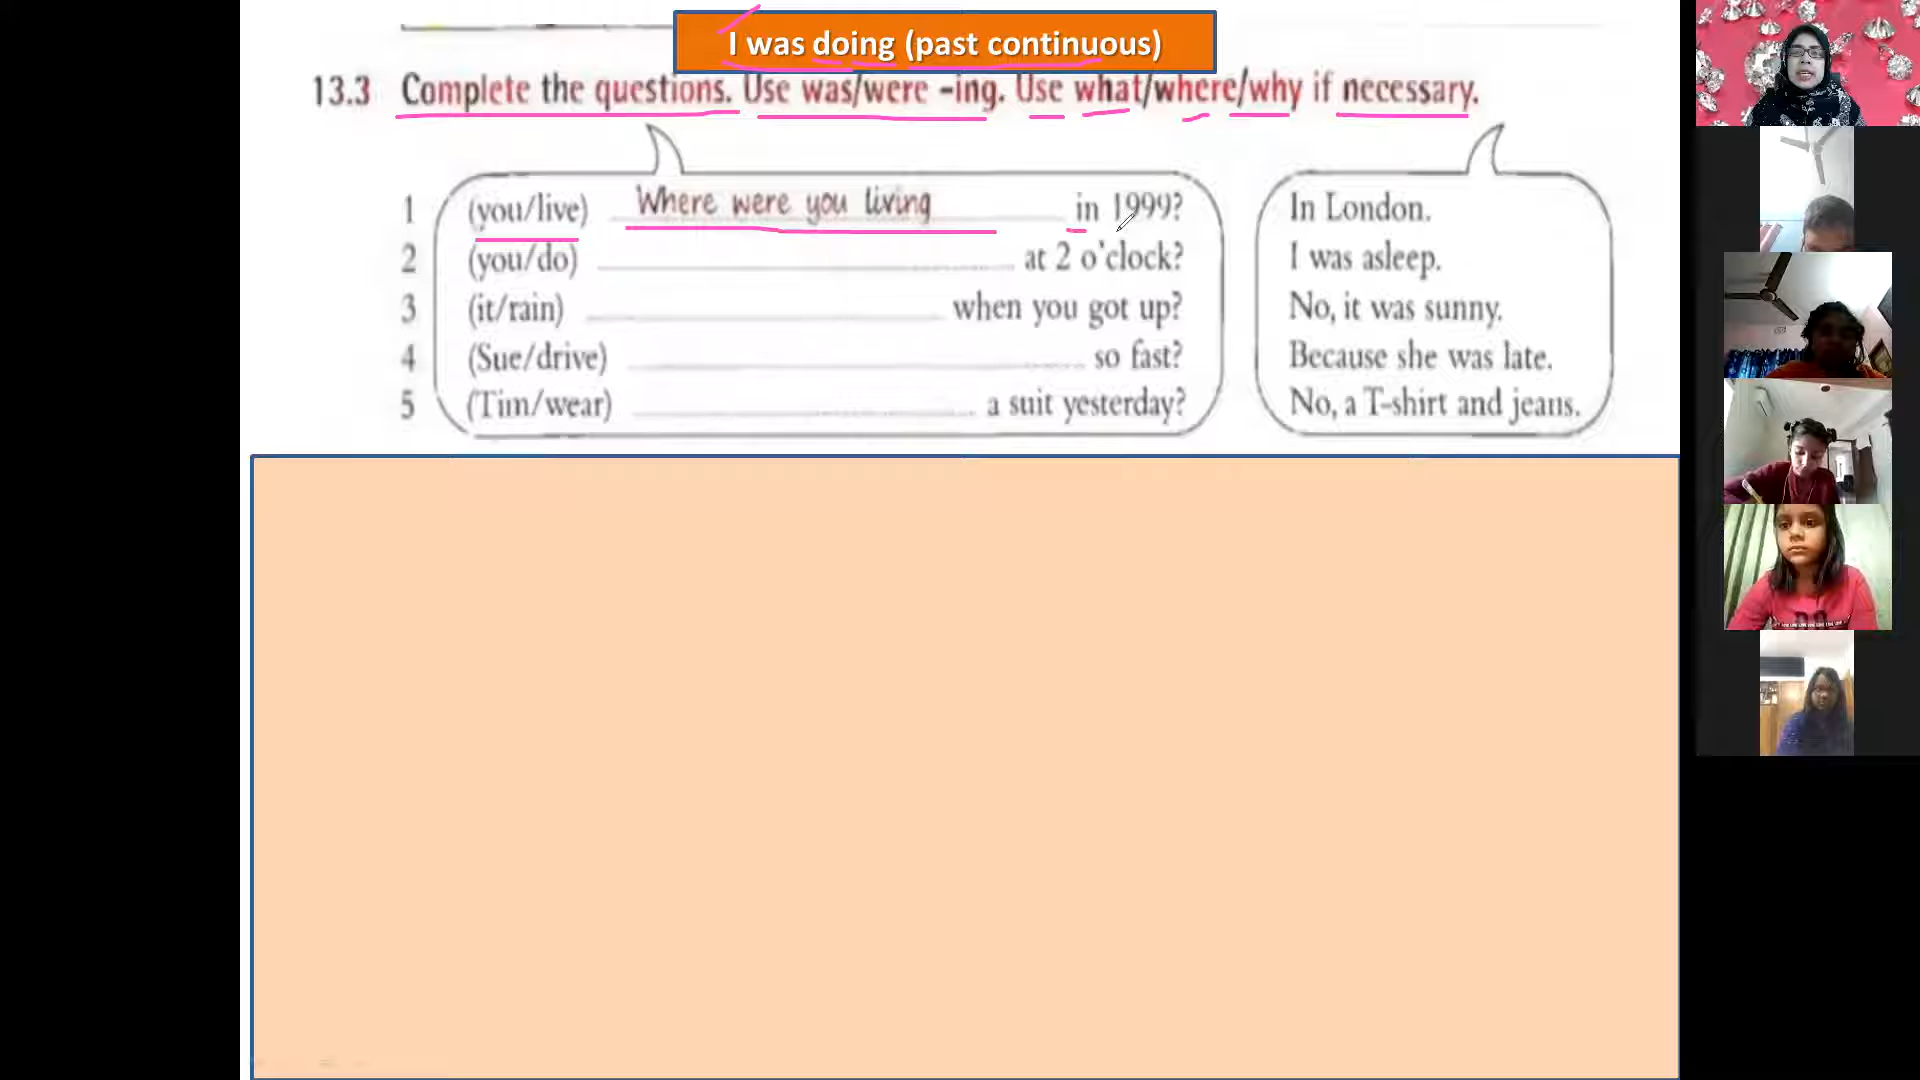 I was doing (past continuous)
13.3 Complete the questions. Use was/were -ing. Use what/where/why if necessary.
1 (you/live) Where were you living in 1999? In London.
2 (you/do) at 2 o'clock? I was asleep.
3 (it/rain) when you got up? No, it was sunny.
4 (Sue/drive) so fast? Because she was late.
5 (Tim/wear) a suit yesterday? No, a T-shirt and jeans.